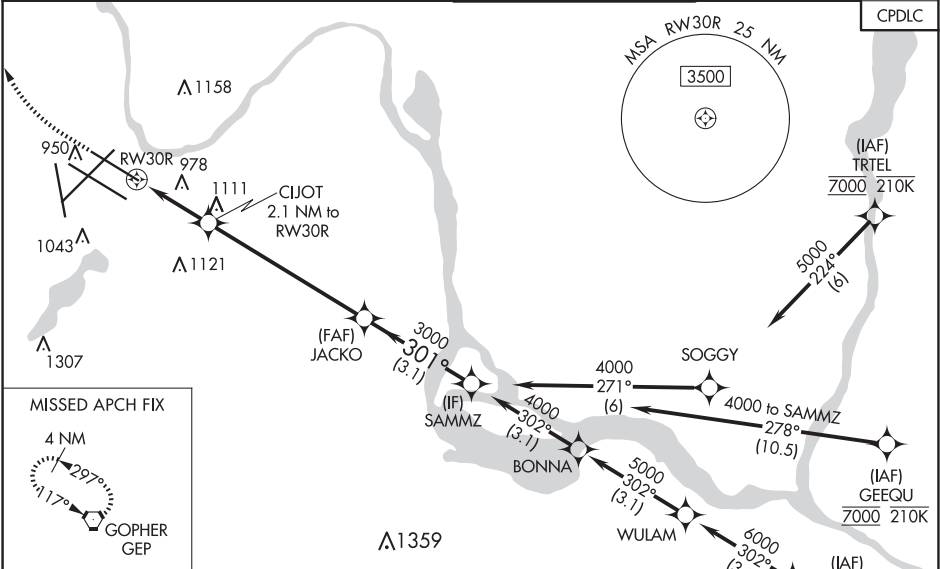 CPDLC
MSA RW30R 25 NM
3500
1158
950
RW30R
978
1111
CIJOT
2.1 NM to
RW30R
1043
1121
1307
(FAF)
JACKO
3000
301°
(3.1)
(IF)
SAMMZ
4000
302°
(3.1)
BONNA
5000
302°
(3.1)
WULAM
6000
302°
(IAF)
TRTEL
7000 210K
5000
224°
(6)
SOGGY
4000
271°
(6)
4000 to SAMMZ
278°
(10.5)
(IAF)
GEEQU
7000 210K
(IAF)
1359
MISSED APCH FIX
4 NM
297°
117°
GOPHER
GEP